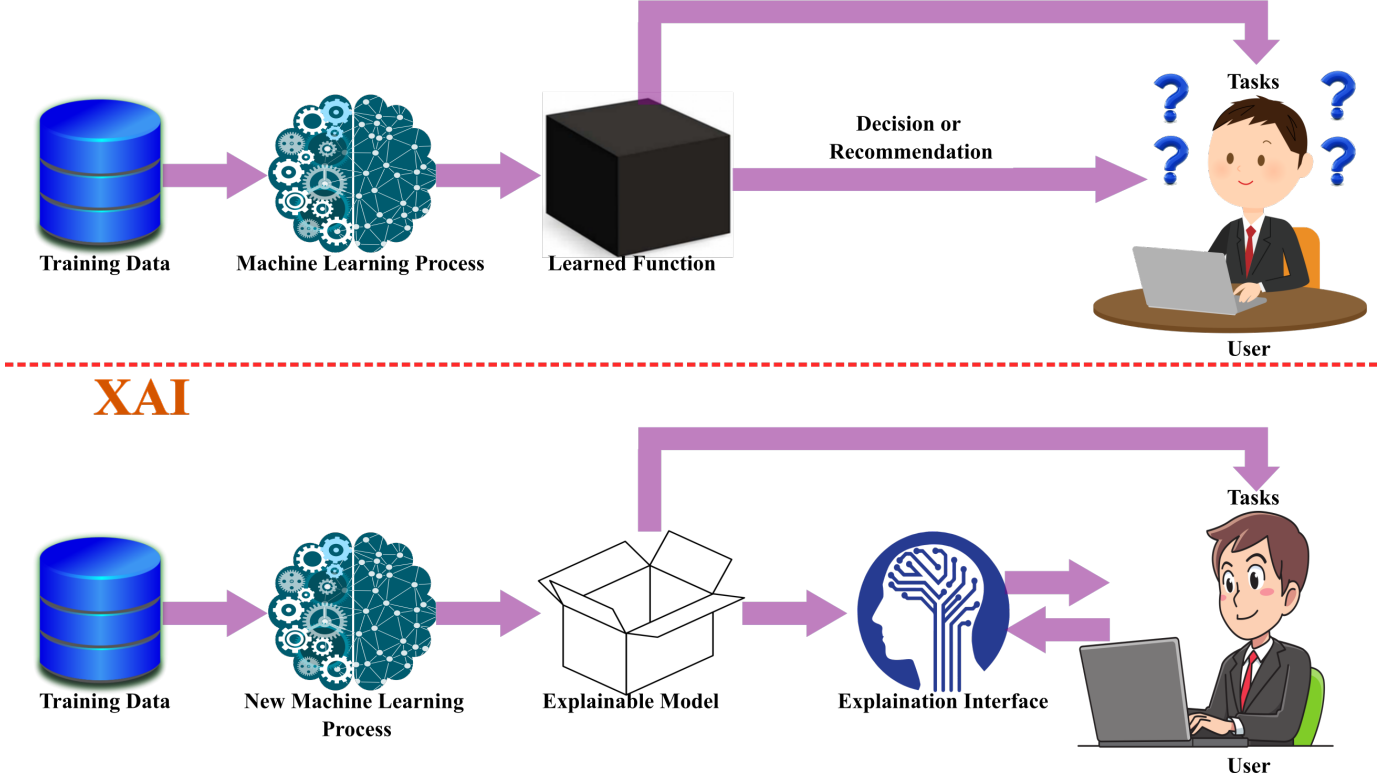 Tasks
? ?
? ?
Decision or
Recommendation
Training Data
Machine Learning Process
Learned Function
User
XAI
Tasks
Training Data
New Machine Learning
Process
Explainable Model
Explaination Interface
User